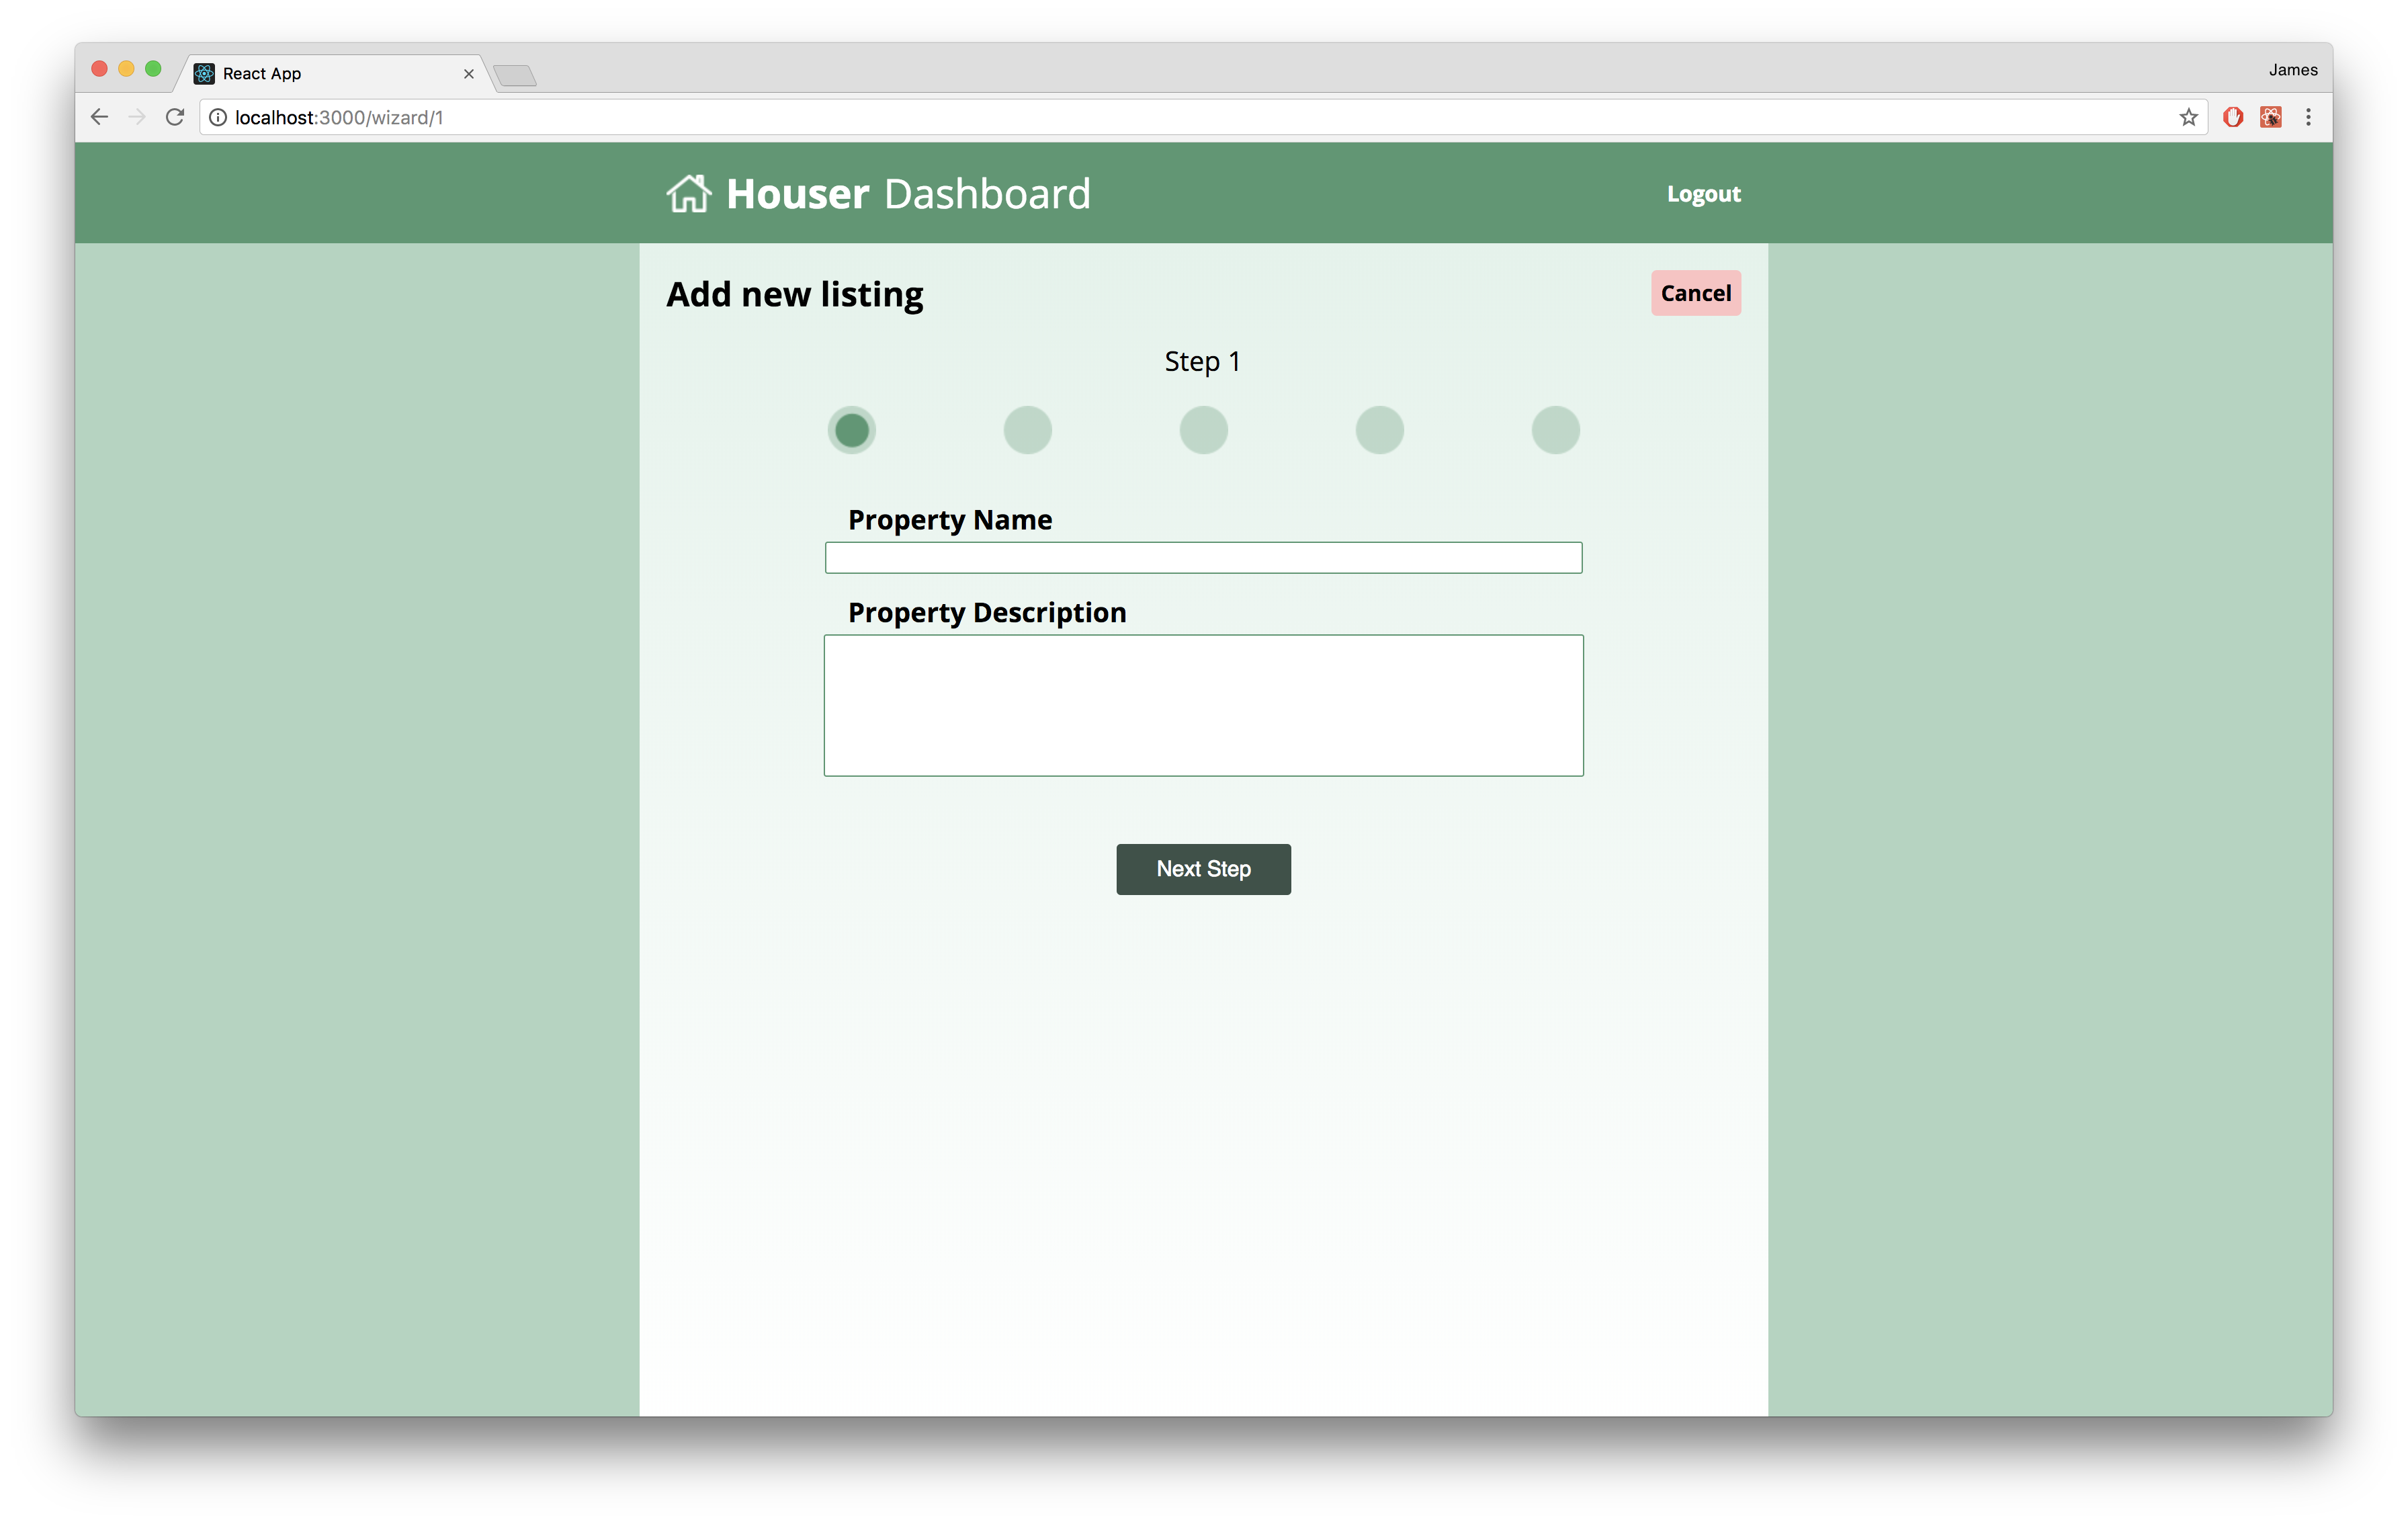 React App
James
localhost:3000/wizard/1
Houser Dashboard
Logout
Add new listing
Cancel
Step 1
Property Name
Property Description
Next Step